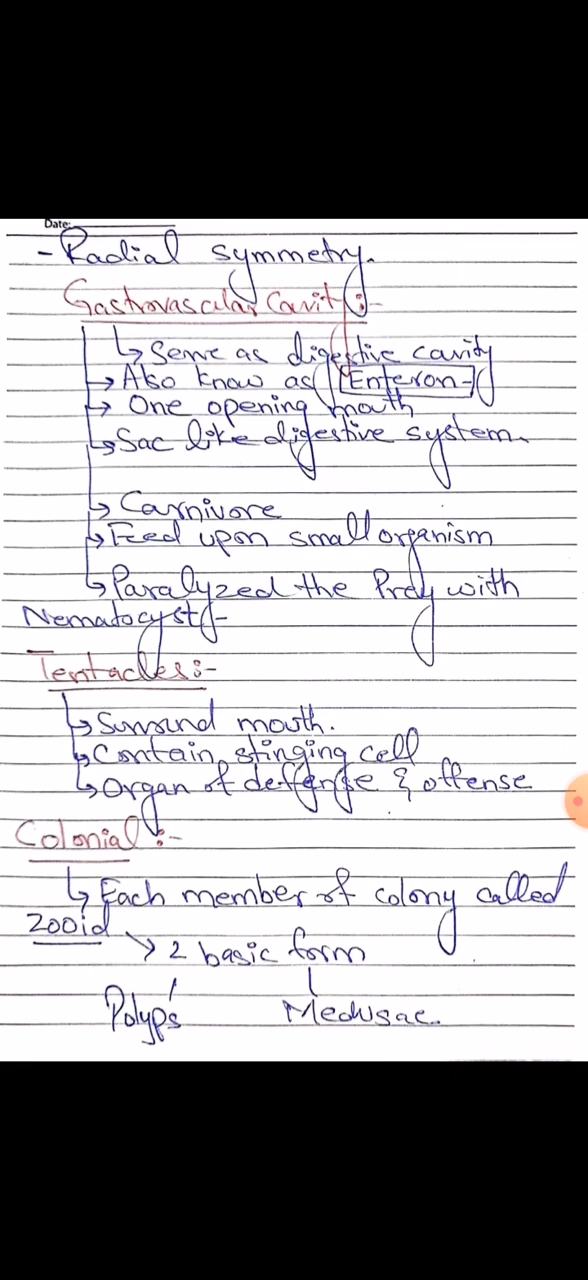 Date:
- Radial symmetry.
Gastrovascular Cavity:-
↳ Serve as digestive cavity
→ Also know as Enteron-
→ One opening mouth
↳ Sac like digestive system.
↳ Carnivore
↳ Feed upon small organism
↳ Paralyzed the Prey with
Nematocyst-
Tentacles:-
↳ Surround mouth.
↳ Contain stinging cell
↳ Organ of deffense & offense
Colonial:-
↳ Each member of colony called
Zooid
↘ 2 basic form
Polyps Medusae.